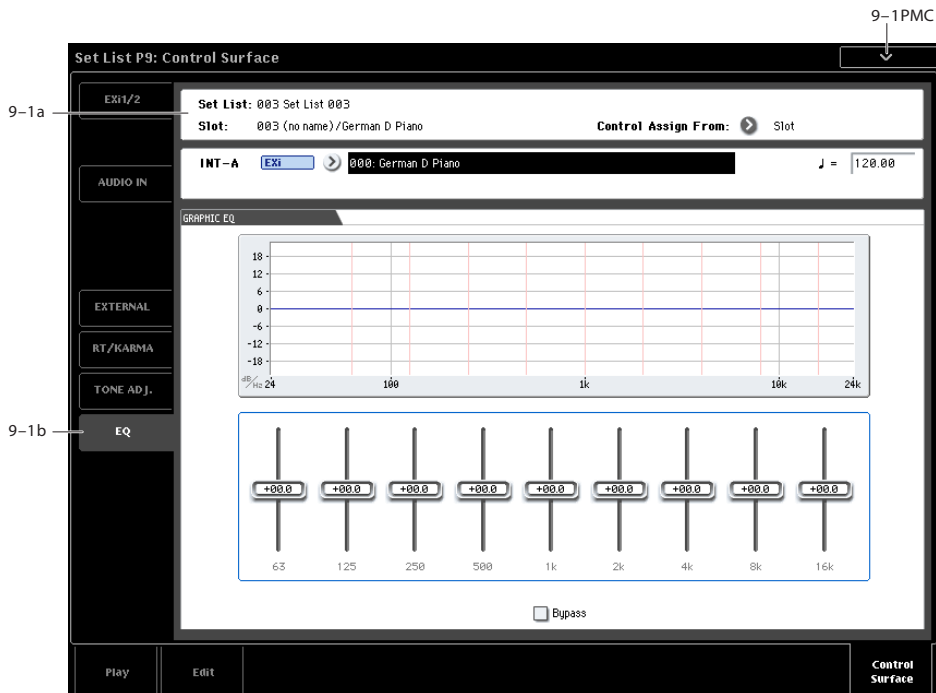 9–1PMC
Set List P9: Control Surface
EXi1/2
9–1a
Set List: 003 Set List 003
Slot: 003 (no name)/German D Piano Control Assign From: Slot
INT-A EXi 000: German D Piano ♩ = 120.00
AUDIO IN
GRAPHIC EQ
18
12
6
0
-6
-12
-18
dB/Hz 24 100 1k 10k 24k
EXTERNAL
RT/KARMA
TONE ADJ.
9–1b
EQ
+00.0 +00.0 +00.0 +00.0 +00.0 +00.0 +00.0 +00.0 +00.0
63 125 250 500 1k 2k 4k 8k 16k
Bypass
Play Edit Control
Surface